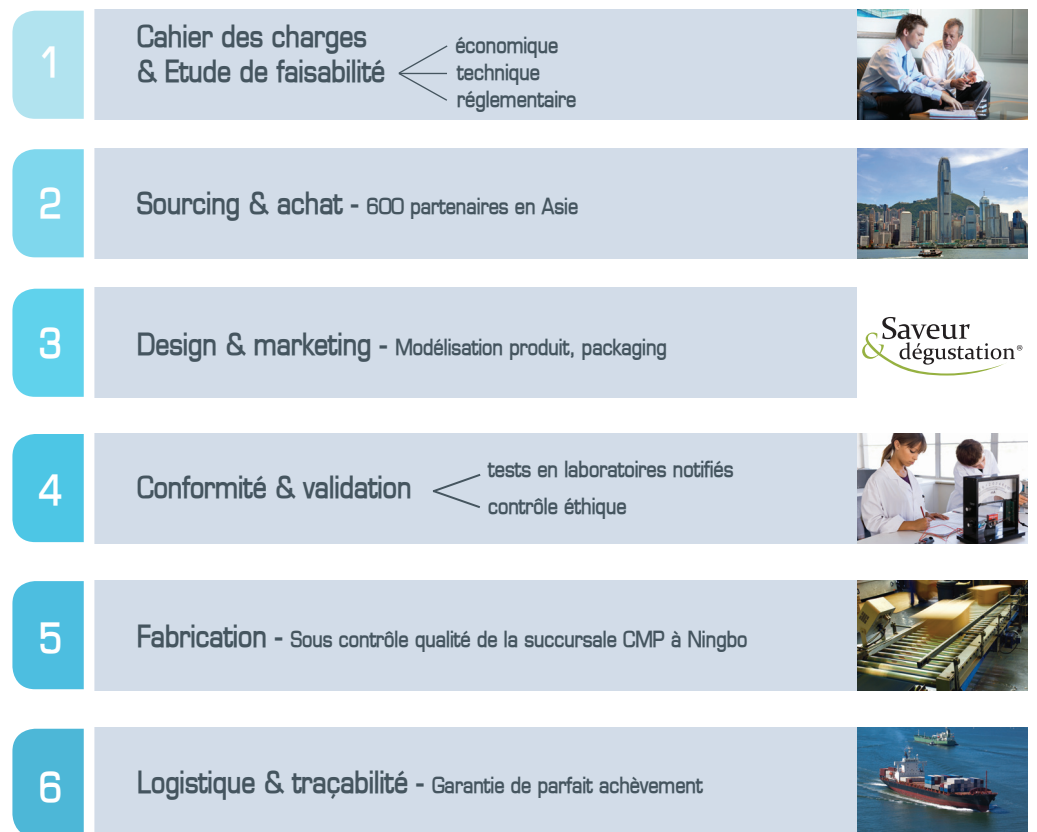 1
Cahier des charges
& Etude de faisabilité
économique
technique
réglementaire
2
Sourcing & achat - 600 partenaires en Asie
3
Design & marketing - Modélisation produit, packaging
Saveur
& dégustation®
4
Conformité & validation
tests en laboratoires notifiés
contrôle éthique
5
Fabrication - Sous contrôle qualité de la succursale CMP à Ningbo
6
Logistique & traçabilité - Garantie de parfait achèvement